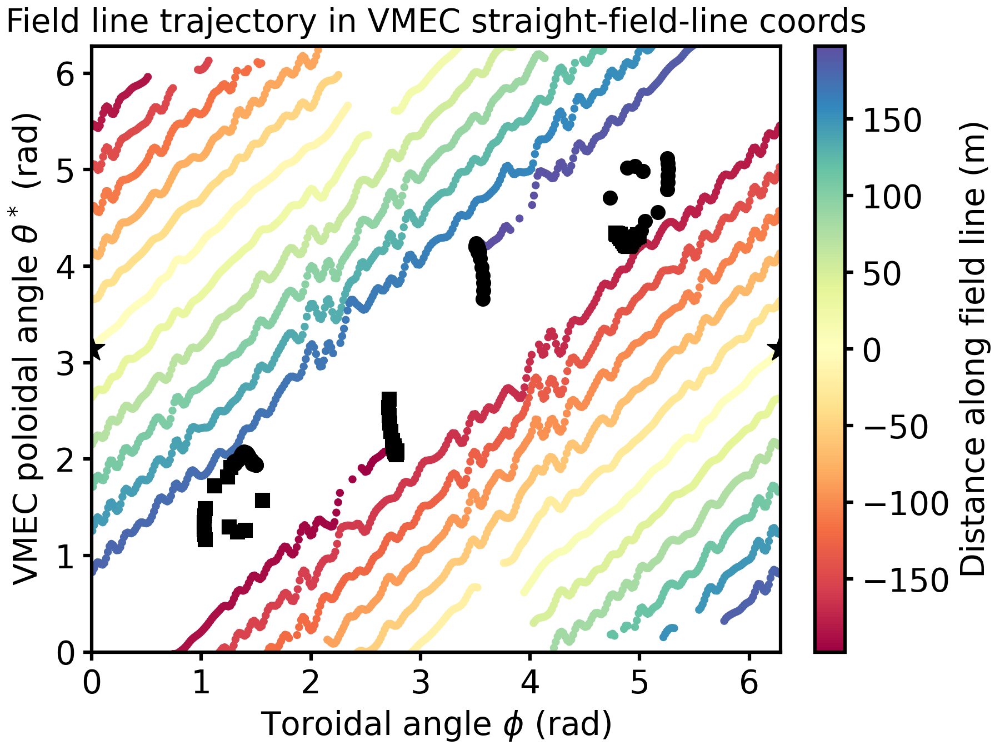 Field line trajectory in VMEC straight-field-line coords
VMEC poloidal angle θ* (rad)
6
5
4
3
2
1
0
0 1 2 3 4 5 6
Toroidal angle ϕ (rad)
150
100
50
0
−50
−100
−150
Distance along field line (m)